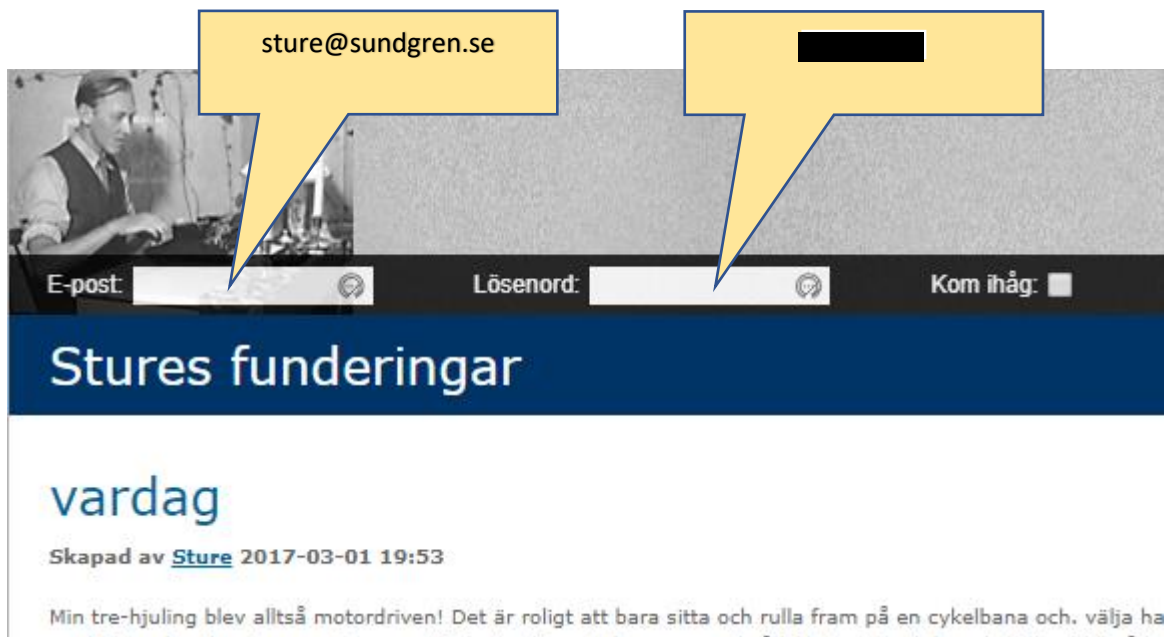 sture@sundgren.se
E-post:
Lösenord:
Kom ihåg:
Stures funderingar
vardag
Skapad av Sture 2017-03-01 19:53
Min tre-hjuling blev alltså motordriven! Det är roligt att bara sitta och rulla fram på en cykelbana och. välja ha